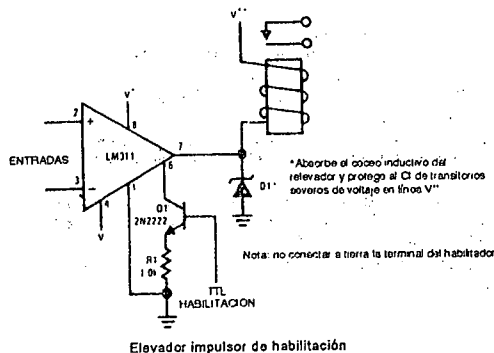 V++
V+
2
8
+
LM311
7
ENTRADAS
6
3
−
1
4
V
Q1
2N2222
R1
1.0k
D1*
TTL
HABILITACION
*Absorbe el coceo inductivo del
relevador y protege al CI de transitorios
severos de voltaje en línea V++
Nota: no conectar a tierra la terminal del habilitador
Elevador impulsor de habilitación